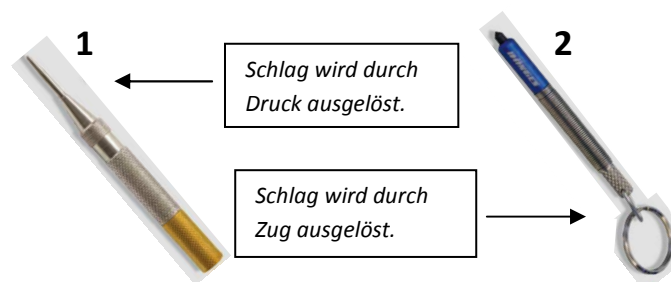 1
Schlag wird durch
Druck ausgelöst.
2
Schlag wird durch
Zug ausgelöst.